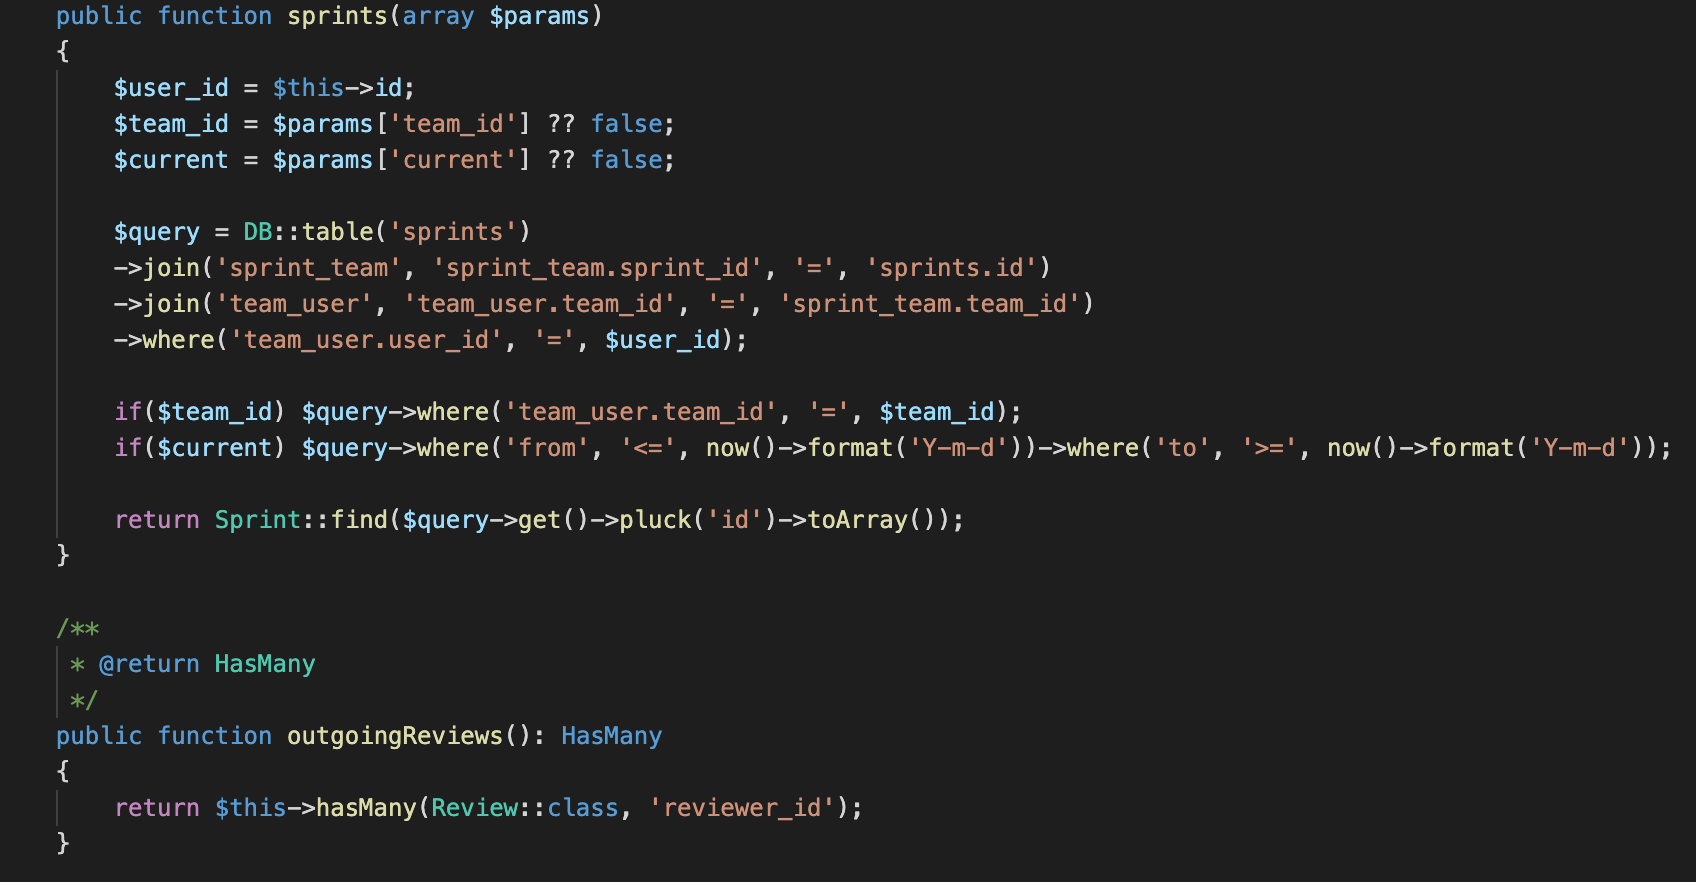 public function sprints(array $params)
{
    $user_id = $this->id;
    $team_id = $params['team_id'] ?? false;
    $current = $params['current'] ?? false;

    $query = DB::table('sprints')
    ->join('sprint_team', 'sprint_team.sprint_id', '=', 'sprints.id')
    ->join('team_user', 'team_user.team_id', '=', 'sprint_team.team_id')
    ->where('team_user.user_id', '=', $user_id);

    if($team_id) $query->where('team_user.team_id', '=', $team_id);
    if($current) $query->where('from', '<=', now()->format('Y-m-d'))->where('to', '>=', now()->format('Y-m-d'));

    return Sprint::find($query->get()->pluck('id')->toArray());
}

/**
 * @return HasMany
 */
public function outgoingReviews(): HasMany
{
    return $this->hasMany(Review::class, 'reviewer_id');
}